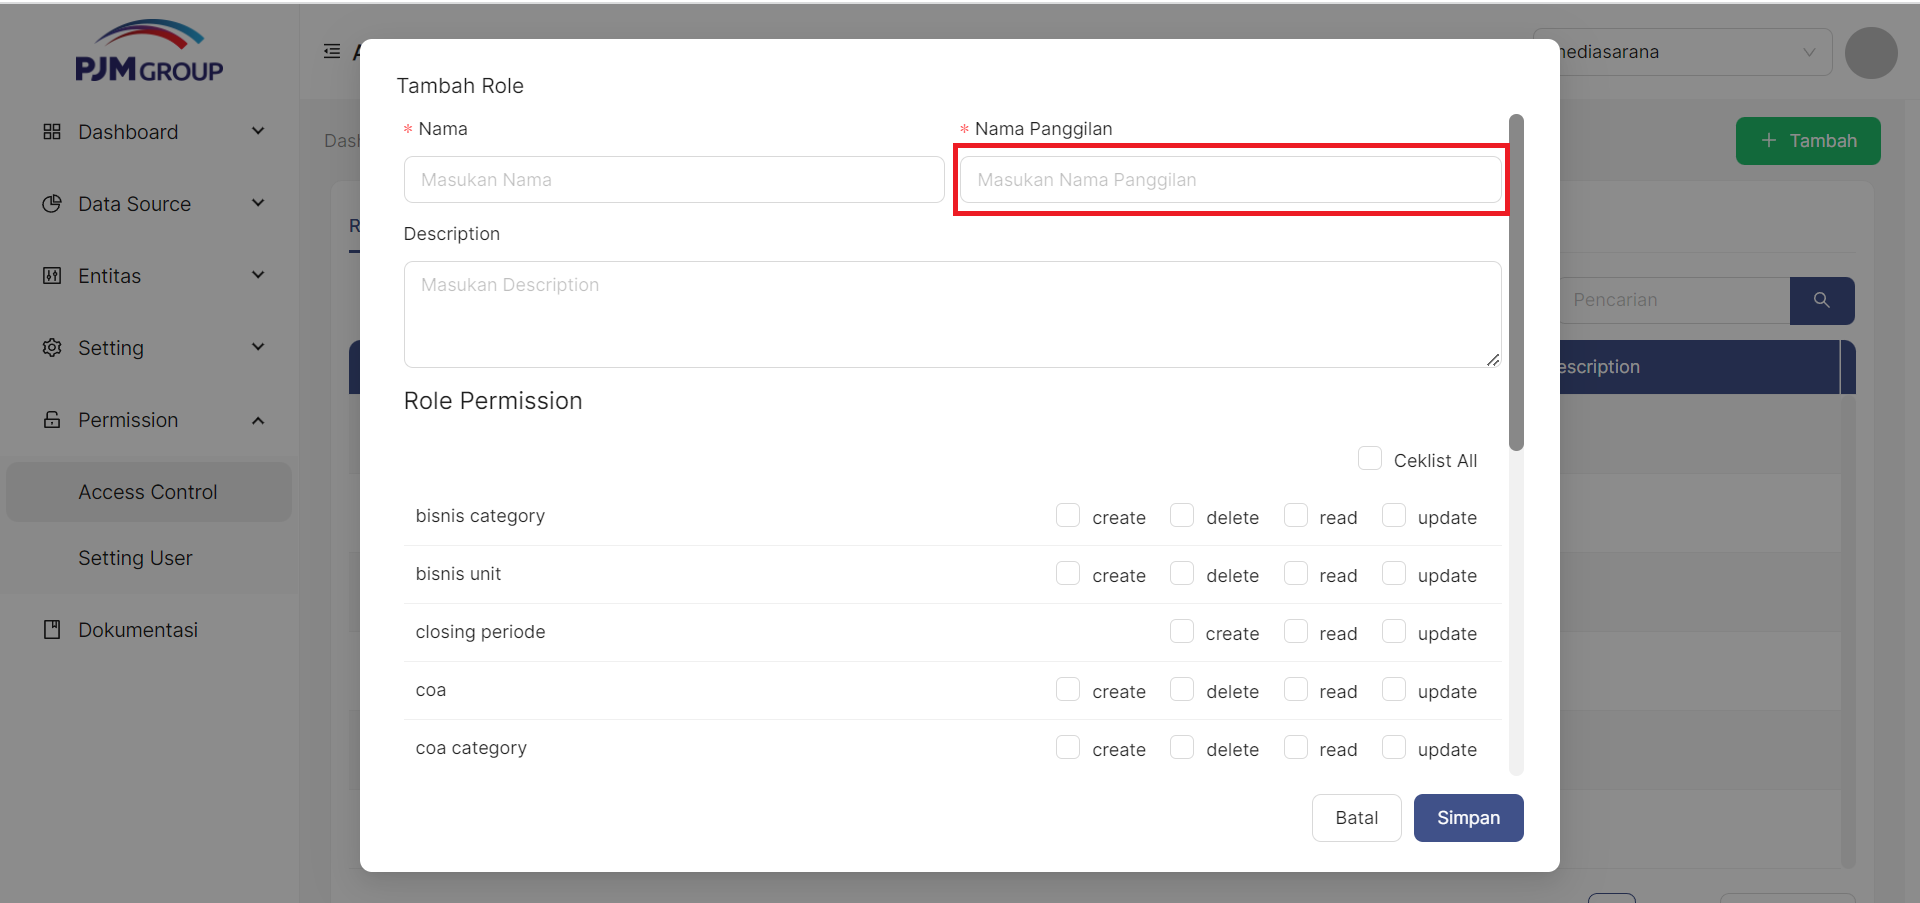 PJM GROUP
Dashboard
Data Source
Entitas
Setting
Permission
Access Control
Setting User
Dokumentasi
Tambah
Pencarian
Tambah Role
* Nama
* Nama Panggilan
Masukan Nama
Masukan Nama Panggilan
Description
Masukan Description
Role Permission
Ceklist All
bisnis category create delete read update
bisnis unit create delete read update
closing periode create read update
coa create delete read update
coa category create delete read update
Batal
Simpan